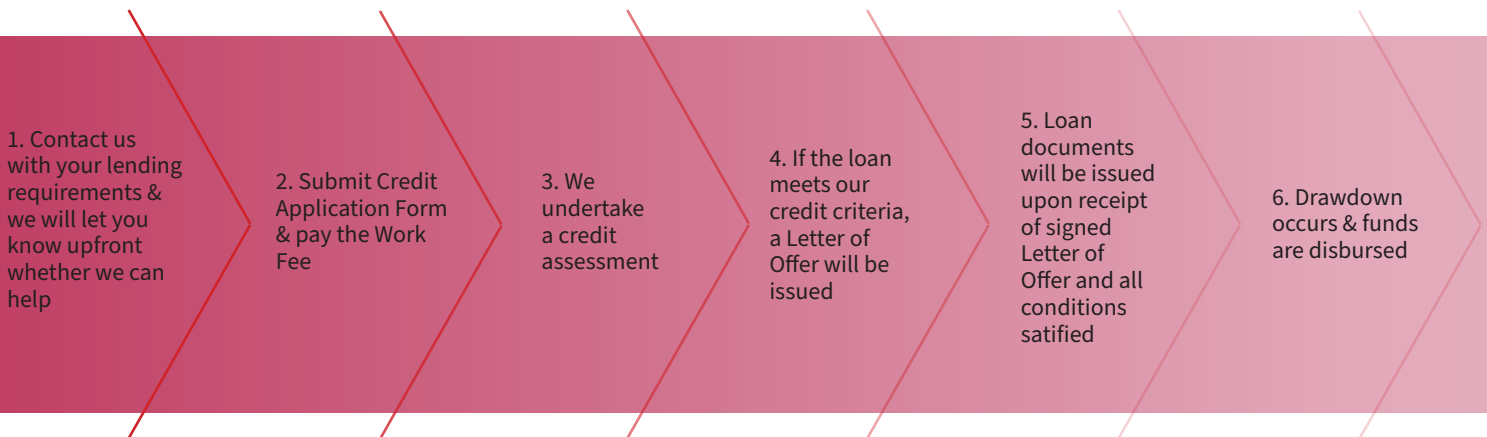 1. Contact us
with your lending
requirements &
we will let you
know upfront
whether we can
help
2. Submit Credit
Application Form
& pay the Work
Fee
3. We
undertake
a credit
assessment
4. If the loan
meets our
credit criteria,
a Letter of
Offer will be
issued
5. Loan
documents
will be issued
upon receipt
of signed
Letter of
Offer and all
conditions
satified
6. Drawdown
occurs & funds
are disbursed